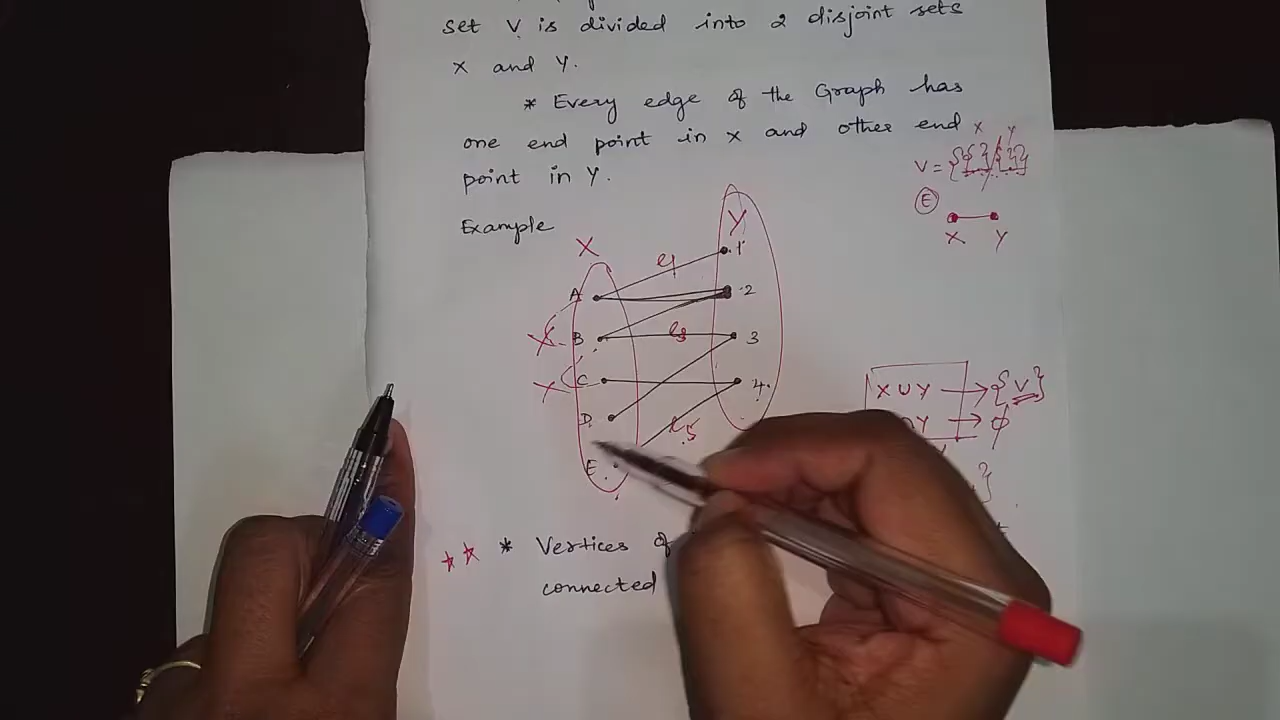 set V is divided into 2 disjoint sets
X and Y.
* Every edge of the Graph has
one end point in X and other end
point in Y.
X Y
V = {{ } { }}
E
X Y
Example
X Y
A B C D E
1 2 3 4
e1
e3
e5
X X
X ∪ Y → {V}
Y → ϕ
* Vertices of
connected